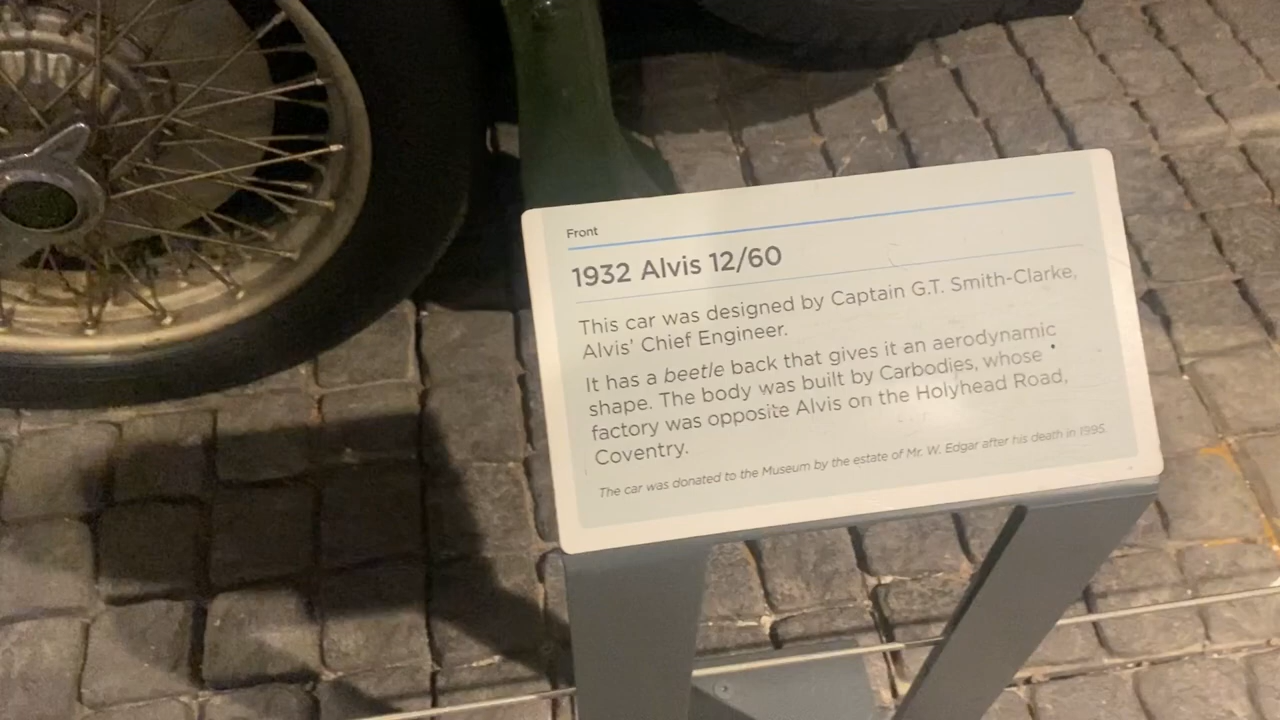 Front
1932 Alvis 12/60
This car was designed by Captain G.T. Smith-Clarke,
Alvis' Chief Engineer.
It has a beetle back that gives it an aerodynamic
shape. The body was built by Carbodies, whose
factory was opposite Alvis on the Holyhead Road,
Coventry.
The car was donated to the Museum by the estate of Mr. W. Edgar after his death in 1995.